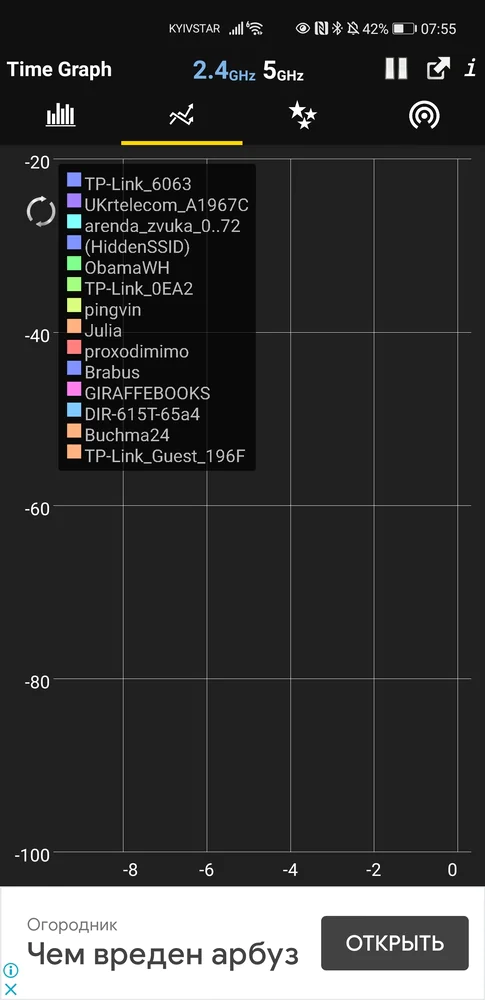 KYIVSTAR 42% 07:55
Time Graph 2.4GHz 5GHz i
-20
TP-Link_6063
UKrtelecom_A1967C
arenda_zvuka_0..72
(HiddenSSID)
ObamaWH
TP-Link_0EA2
pingvin
Julia
-40
proxodimimo
Brabus
GIRAFFEBOOKS
DIR-615T-65a4
Buchma24
TP-Link_Guest_196F
-60
-80
-100
-8 -6 -4 -2 0
Огородник
Чем вреден арбуз
ОТКРЫТЬ